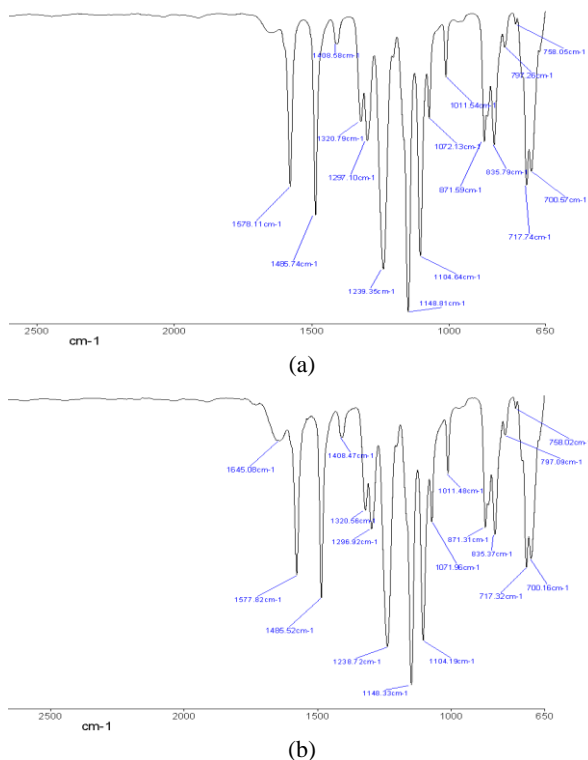 1408.58cm-1
758.05cm-
797.26cm-1
1011.54cm-1
1320.79cm-1
1072.13cm-1
1297.10cm-1
871.59cm-1
835.79cm-1
700.57cm-1
1578.11cm-1
717.74cm-1
1485.74cm-1
1104.64cm-1
1239.35cm-1
1148.81cm-1
2500 2000 1500 1000 650
cm-1
(a)
758.02cm-
1408.47cm-1
797.09cm-1
1645.08cm-1
1011.48cm-1
1320.56cm-1
1296.92cm-1
871.31cm-1
835.37cm-1
1071.96cm-1
700.16cm-1
717.32cm-1
1577.82cm-1
1485.52cm-1
1238.72cm-1
1104.19cm-1
1148.33cm-1
2500 2000 1500 1000 650
cm-1
(b)